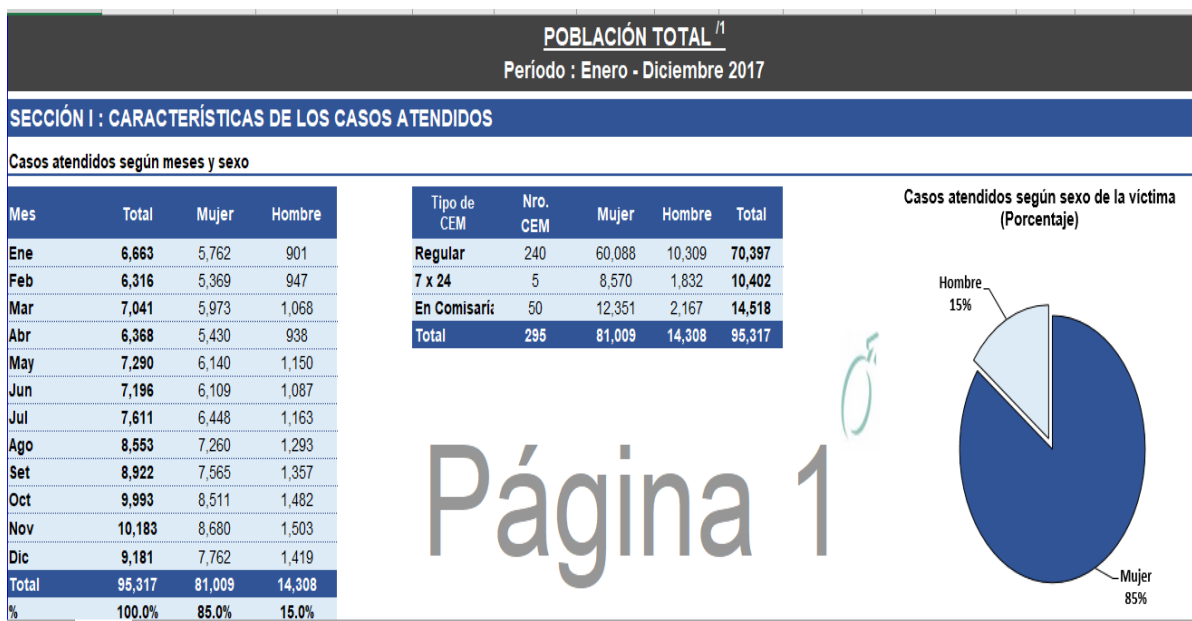 POBLACIÓN TOTAL /1
Período : Enero - Diciembre 2017
SECCIÓN I : CARACTERÍSTICAS DE LOS CASOS ATENDIDOS
Casos atendidos según meses y sexo
Mes Total Mujer Hombre
Ene 6,663 5,762 901
Feb 6,316 5,369 947
Mar 7,041 5,973 1,068
Abr 6,368 5,430 938
May 7,290 6,140 1,150
Jun 7,196 6,109 1,087
Jul 7,611 6,448 1,163
Ago 8,553 7,260 1,293
Set 8,922 7,565 1,357
Oct 9,993 8,511 1,482
Nov 10,183 8,680 1,503
Dic 9,181 7,762 1,419
Total 95,317 81,009 14,308
% 100.0% 85.0% 15.0%
Tipo de CEM Nro. CEM Mujer Hombre Total
Regular 240 60,088 10,309 70,397
7 x 24 5 8,570 1,832 10,402
En Comisaría 50 12,351 2,167 14,518
Total 295 81,009 14,308 95,317
Casos atendidos según sexo de la víctima
(Porcentaje)
Hombre
15%
Mujer
85%
Página 1